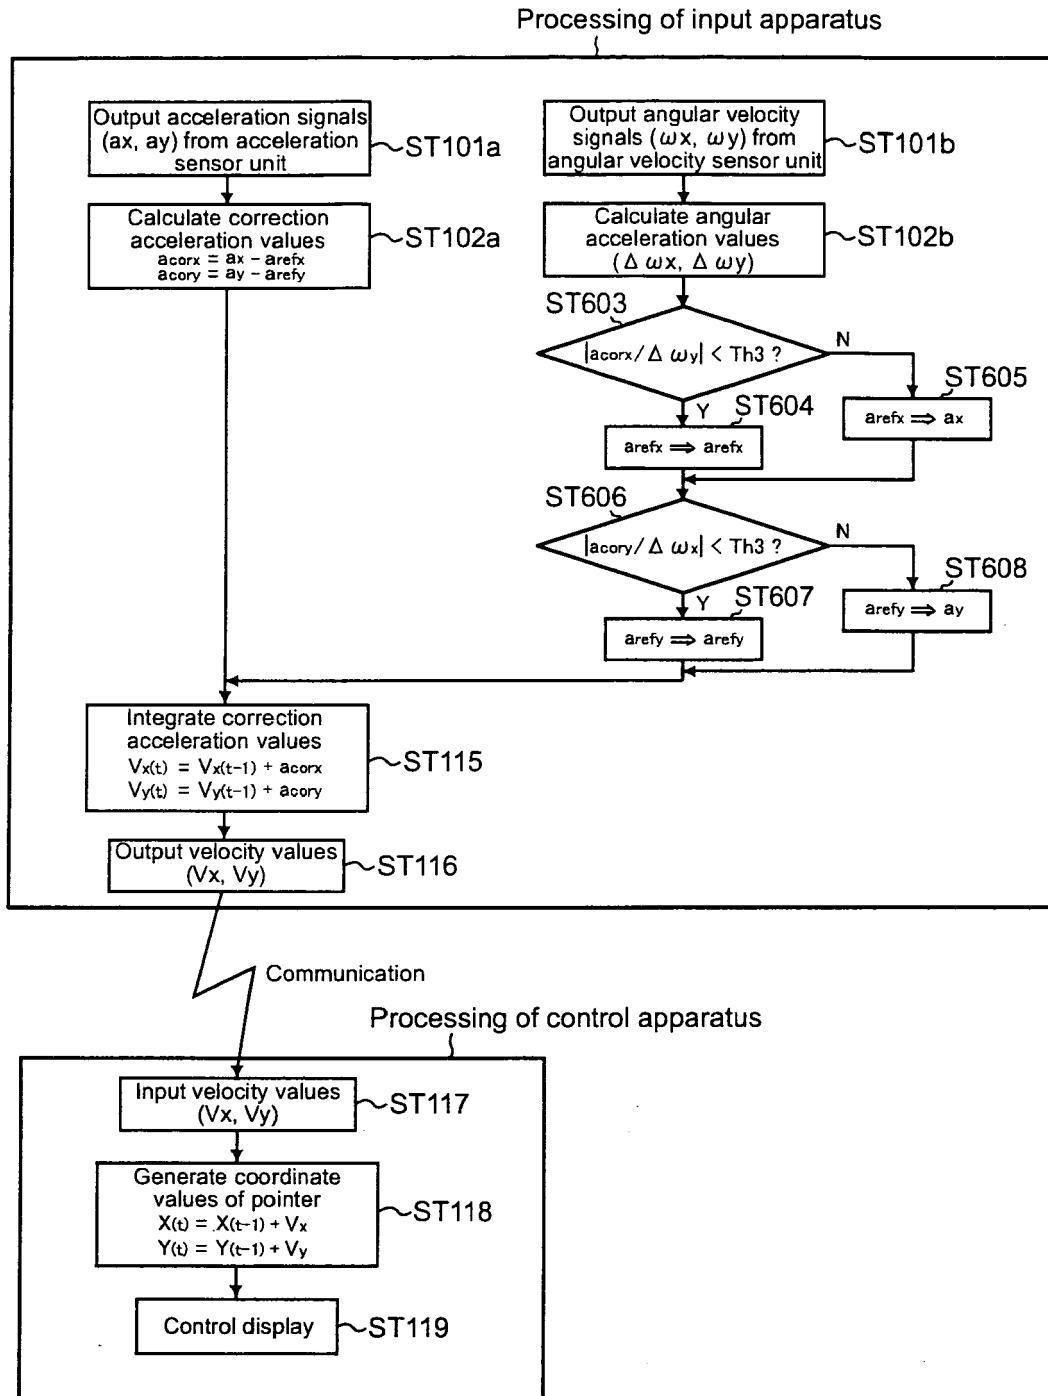 Processing of input apparatus
Output acceleration signals
(ax, ay) from acceleration
sensor unit
ST101a
Calculate correction
acceleration values
acorx = ax − arefx
acory = ay − arefy
ST102a
Output angular velocity
signals (ωx, ωy) from
angular velocity sensor unit
ST101b
Calculate angular
acceleration values
(Δ ωx, Δ ωy)
ST102b
ST603
|acorx/Δ ωy| < Th3 ?
N
Y
ST604
arefx ⇒ arefx
ST605
arefx ⇒ ax
ST606
|acory/Δ ωx| < Th3 ?
N
Y
ST607
arefy ⇒ arefy
ST608
arefy ⇒ ay
Integrate correction
acceleration values
Vx(t) = Vx(t-1) + acorx
Vy(t) = Vy(t-1) + acory
ST115
Output velocity values
(Vx, Vy)
ST116
Communication
Processing of control apparatus
Input velocity values
(Vx, Vy)
ST117
Generate coordinate
values of pointer
X(t) = X(t-1) + Vx
Y(t) = Y(t-1) + Vy
ST118
Control display
ST119